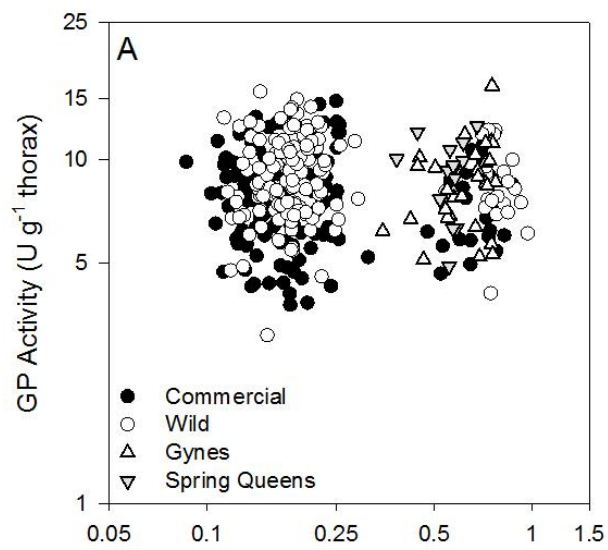 A
GP Activity (U g⁻¹ thorax)
25
15
10
5
1
Commercial
Wild
Gynes
Spring Queens
0.05 0.1 0.25 0.5 1 1.5